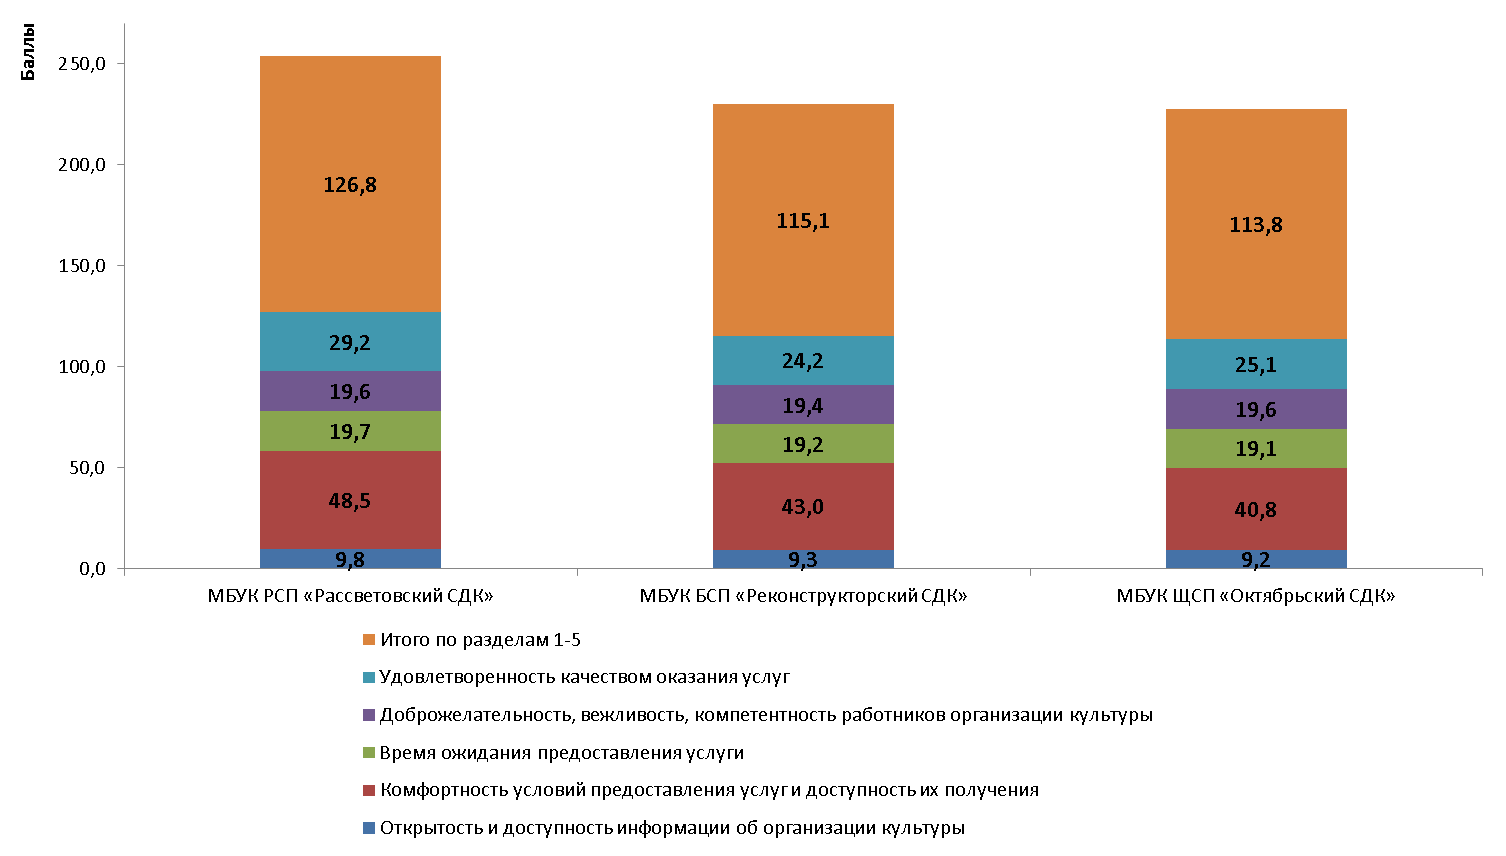 Баллы
250,0
200,0
150,0
100,0
50,0
0,0
126,8
29,2
19,6
19,7
48,5
9,8
115,1
24,2
19,4
19,2
43,0
9,3
113,8
25,1
19,6
19,1
40,8
9,2
МБУК РСП «Рассветовский СДК»
МБУК БСП «Реконструкторский СДК»
МБУК ЩСП «Октябрьский СДК»
Итого по разделам 1-5
Удовлетворенность качеством оказания услуг
Доброжелательность, вежливость, компетентность работников организации культуры
Время ожидания предоставления услуги
Комфортность условий предоставления услуг и доступность их получения
Открытость и доступность информации об организации культуры